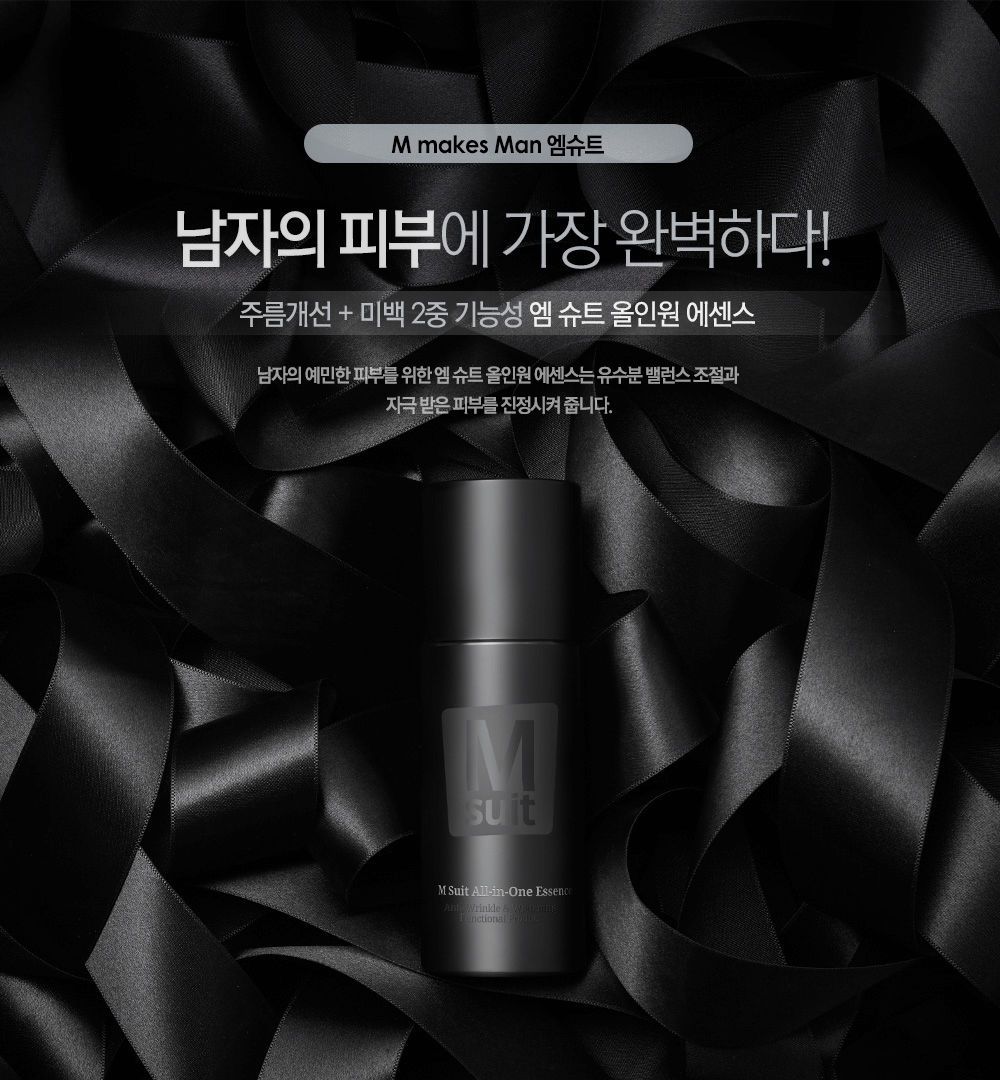 M makes Man 엠슈트
남자의 피부에 가장 완벽하다!
주름개선 + 미백 2중 기능성 엠 슈트 올인원 에센스
남자의 예민한 피부를 위한 엠 슈트 올인원 에센스는 유수분 밸런스 조절과
자극 받은 피부를 진정시켜 줍니다.
M
suit
M Suit All-in-One Essence
Wrinkle
Functional